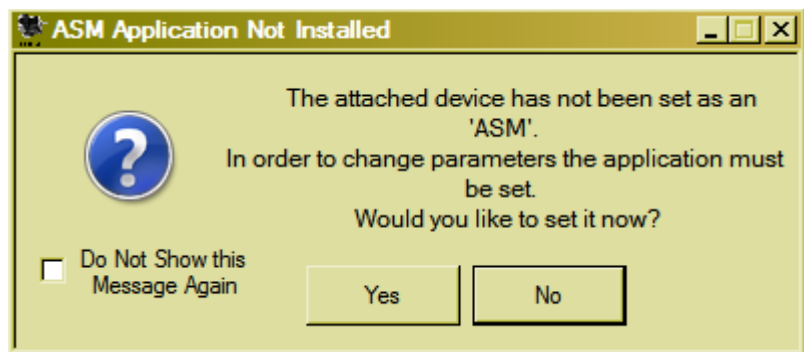 ASM Application Not Installed
The attached device has not been set as an
'ASM'.
In order to change parameters the application must
be set.
Would you like to set it now?
Do Not Show this
Message Again
Yes
No